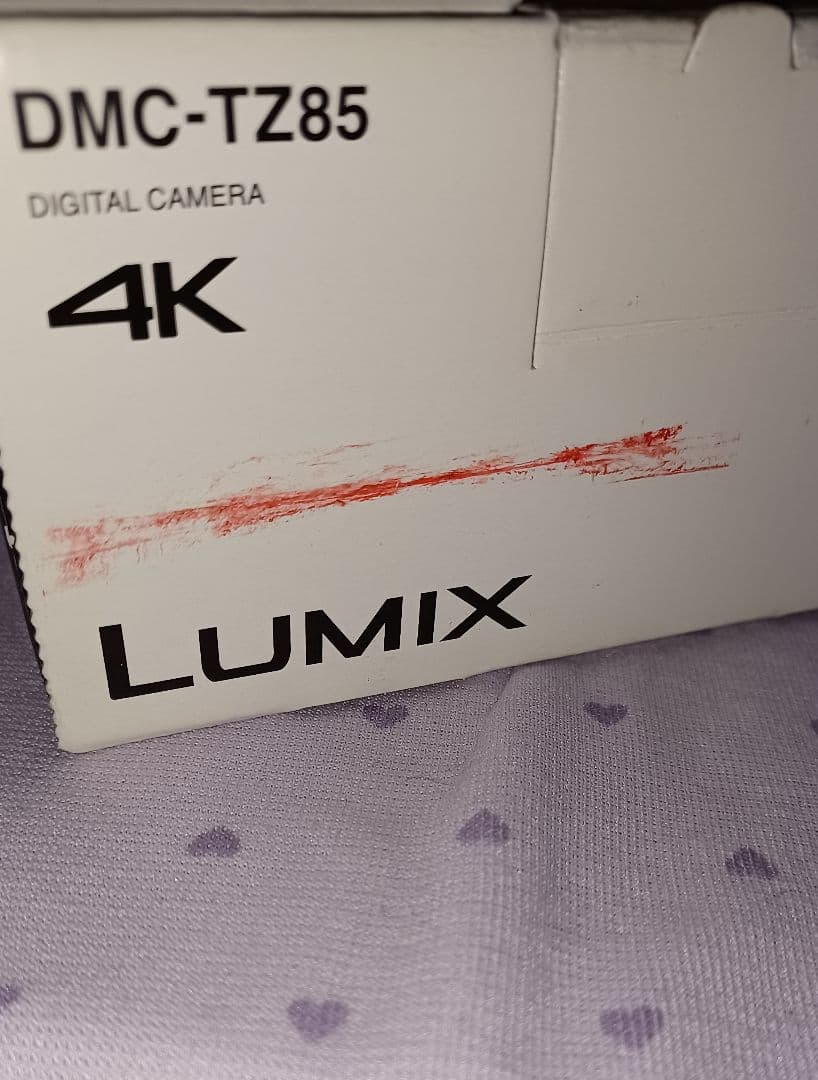 DMC-TZ85
DIGITAL CAMERA
4K
LUMIX